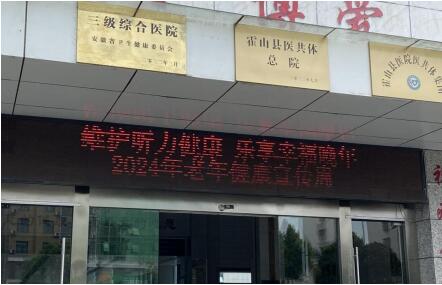 三级综合医院
安徽省卫生健康委员会
霍山县医共体
总院
霍山县医院医共体
维护听力健康 乐享幸福晚年
2024年老年健康宣传周